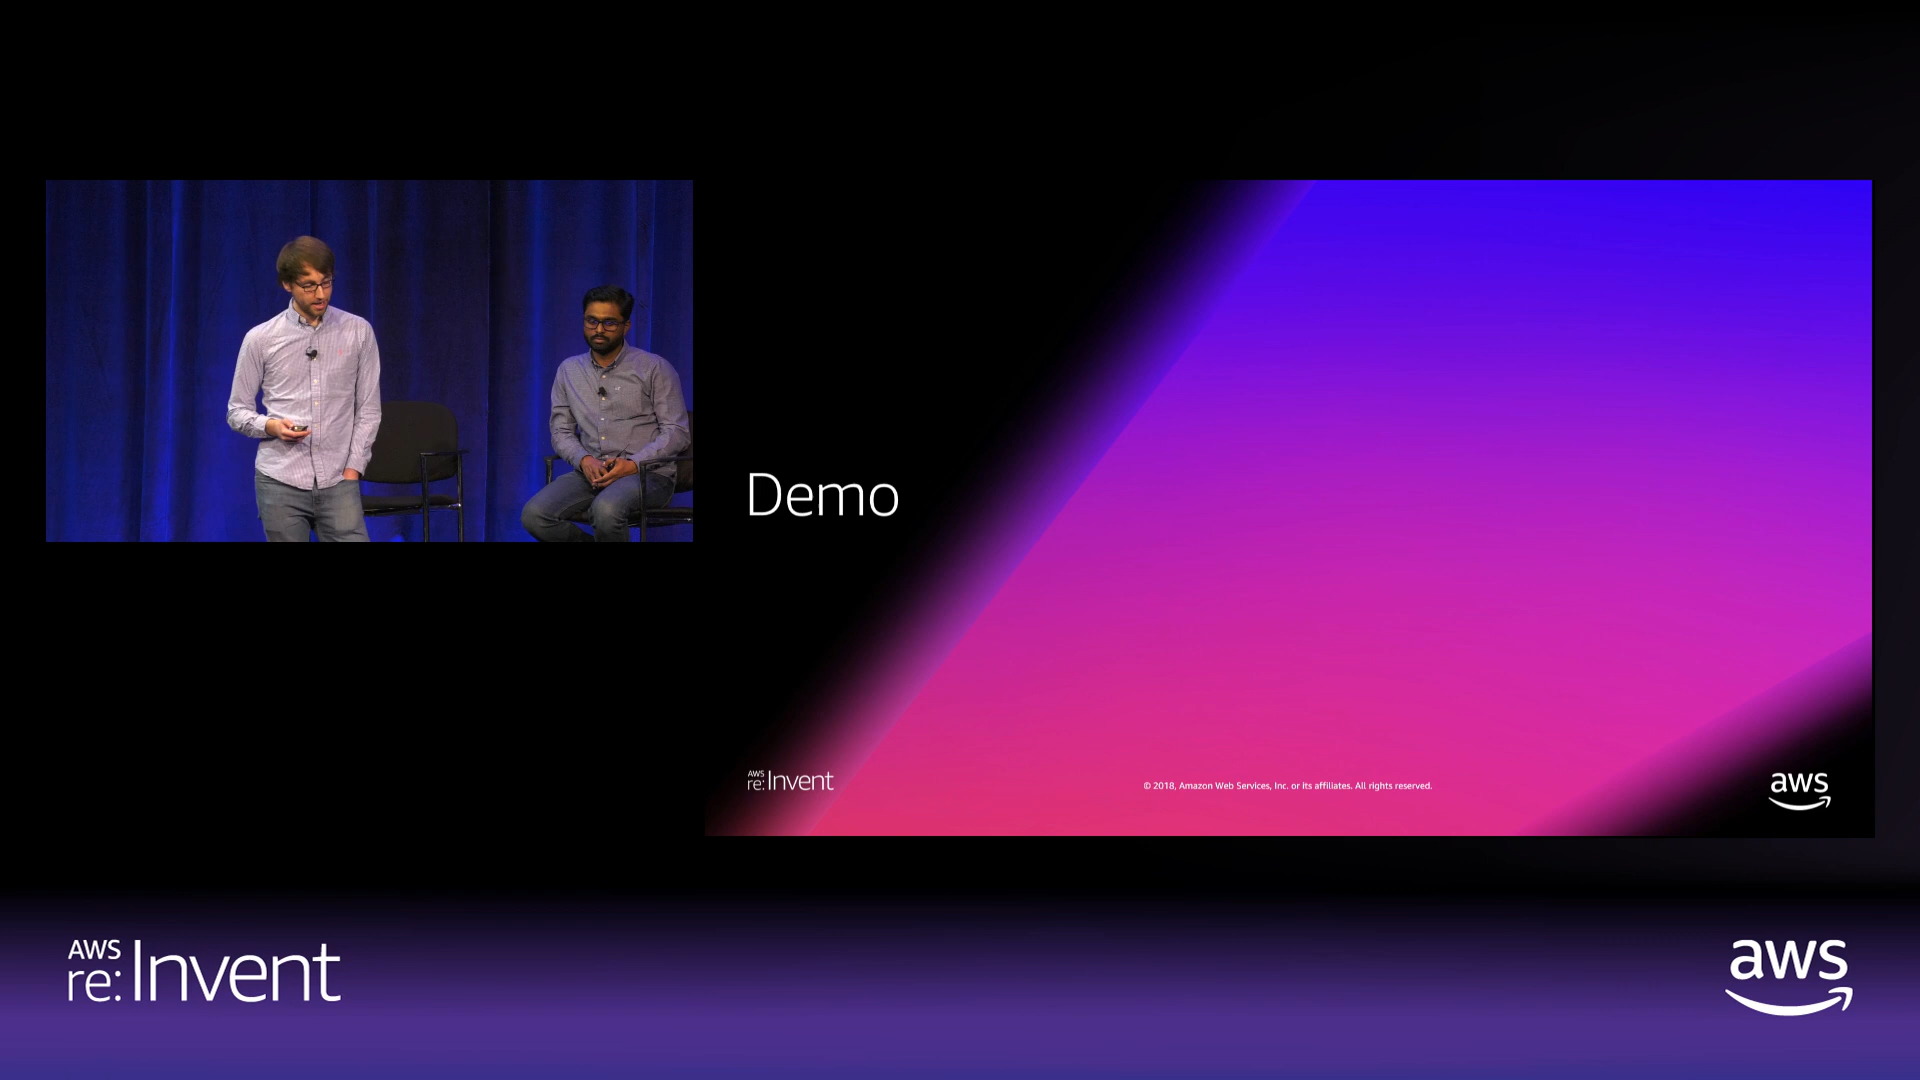 Demo
AWS
re:Invent
© 2018, Amazon Web Services, Inc. or its affiliates. All rights reserved.
aws
AWS
re:Invent
aws